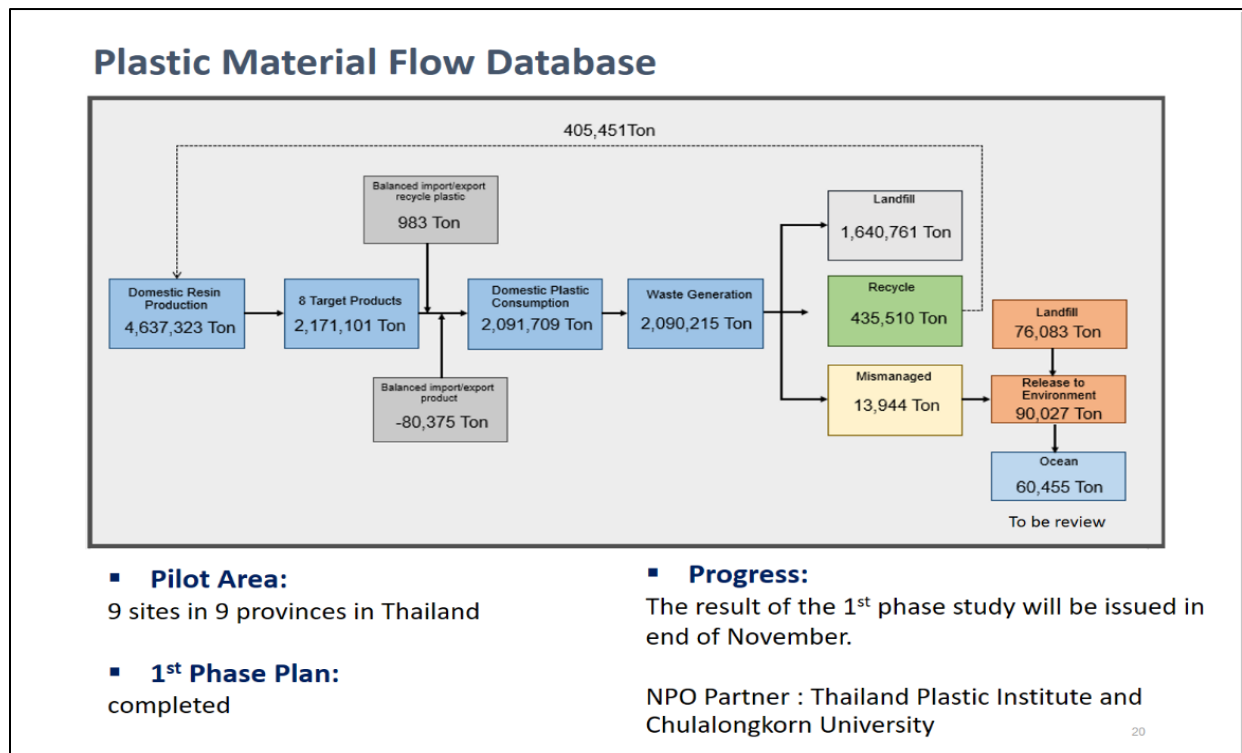 Plastic Material Flow Database
405,451Ton
Balanced import/export
recycle plastic
983 Ton
Landfill
1,640,761 Ton
Domestic Resin
Production
4,637,323 Ton
8 Target Products
2,171,101 Ton
Domestic Plastic
Consumption
2,091,709 Ton
Waste Generation
2,090,215 Ton
Recycle
435,510 Ton
Landfill
76,083 Ton
Balanced import/export
product
-80,375 Ton
Mismanaged
13,944 Ton
Release to
Environment
90,027 Ton
Ocean
60,455 Ton
To be review
▪ Pilot Area:
9 sites in 9 provinces in Thailand
▪ 1st Phase Plan:
completed
▪ Progress:
The result of the 1st phase study will be issued in
end of November.
NPO Partner : Thailand Plastic Institute and
Chulalongkorn University
20